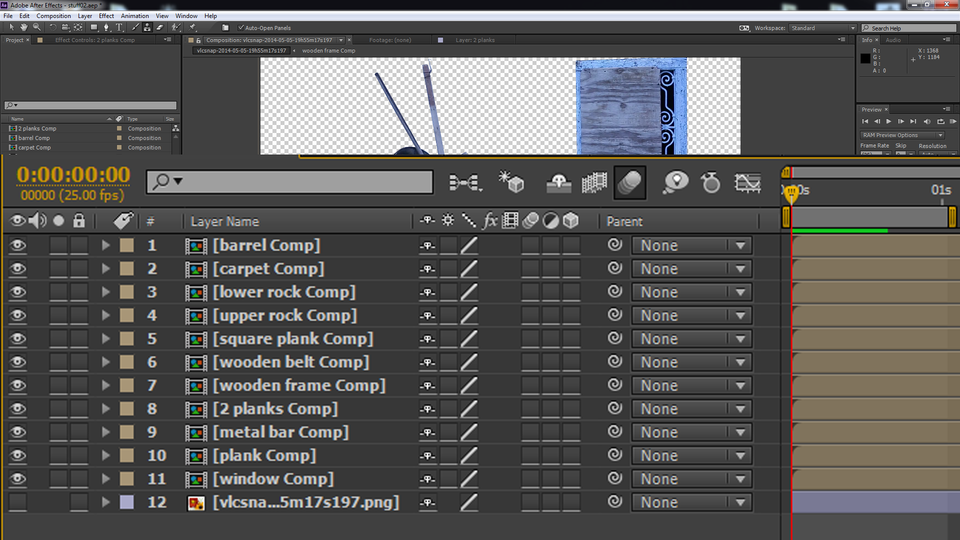 Adobe After Effects - stuff02.aep *
File Edit Composition Layer Effect Animation View Window Help
Auto-Open Panels Workspace: Standard Search Help
Project Effect Controls: 2 planks Comp Composition: vlcsnap-2014-05-05-19h55m17s197 Footage: (none) Layer: 2 planks Info Audio
vlcsnap-2014-05-05-19h55m17s197 wooden frame Comp
R: X: 1368
G: Y: 1184
B:
A: 0
Preview
RAM Preview Options
Frame Rate Skip
Name Type
2 planks Comp Composition
barrel Comp Composition
carpet Comp Composition
0:00:00:00
00000 (25.00 fps)
01s
# Layer Name Parent
1 [barrel Comp] None
2 [carpet Comp] None
3 [lower rock Comp] None
4 [upper rock Comp] None
5 [square plank Comp] None
6 [wooden belt Comp] None
7 [wooden frame Comp] None
8 [2 planks Comp] None
9 [metal bar Comp] None
10 [plank Comp] None
11 [window Comp] None
12 [vlcsna...5m17s197.png] None